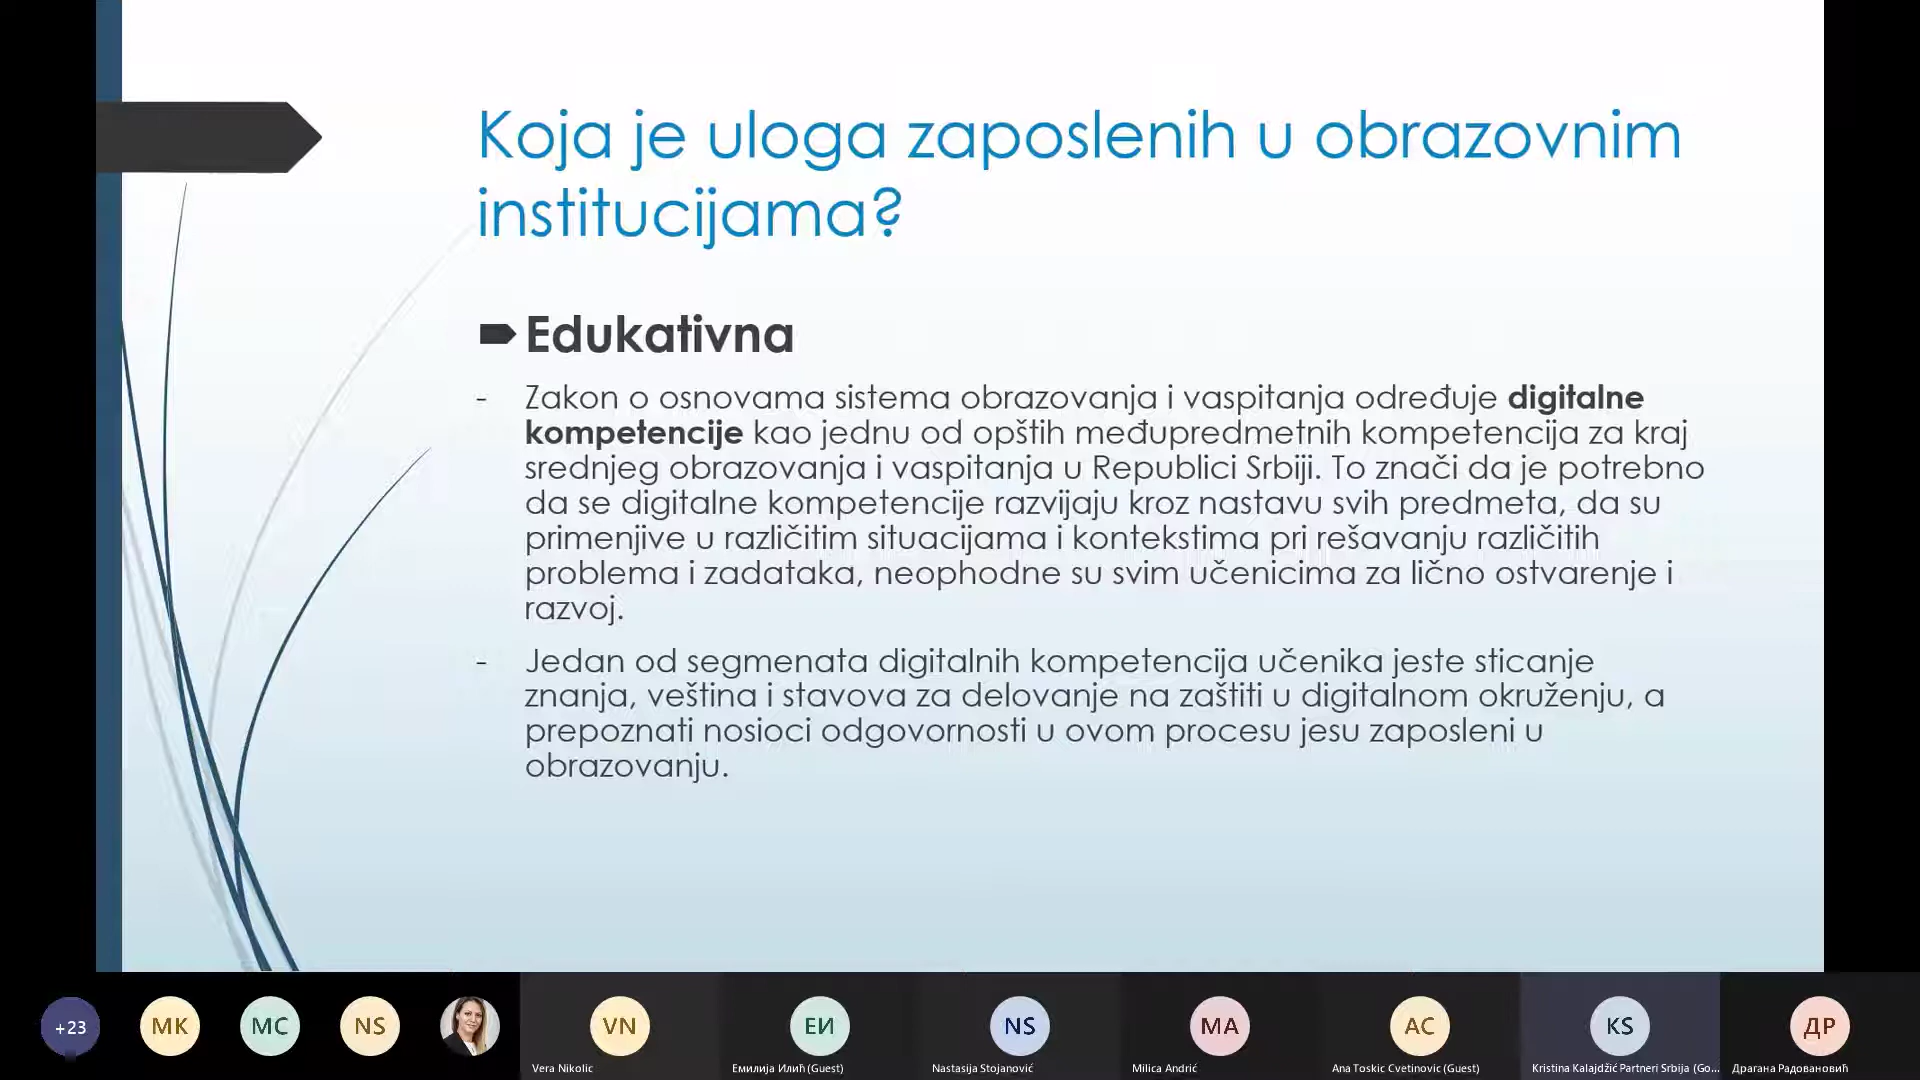 Koja je uloga zaposlenih u obrazovnim
institucijama?
Edukativna
- Zakon o osnovama sistema obrazovanja i vaspitanja određuje digitalne
kompetencije kao jednu od opštih međupredmetnih kompetencija za kraj
srednjeg obrazovanja i vaspitanja u Republici Srbiji. To znači da je potrebno
da se digitalne kompetencije razvijaju kroz nastavu svih predmeta, da su
primenjive u različitim situacijama i kontekstima pri rešavanju različitih
problema i zadataka, neophodne su svim učenicima za lično ostvarenje i
razvoj.
- Jedan od segmenata digitalnih kompetencija učenika jeste sticanje
znanja, veština i stavova za delovanje na zaštiti u digitalnom okruženju, a
prepoznati nosioci odgovornosti u ovom procesu jesu zaposleni u
obrazovanju.
+23
MK
MC
NS
VN
ЕИ
NS
MA
AC
KS
ДР
Vera Nikolic
Емилија Илић (Guest)
Nastasija Stojanović
Milica Andrić
Ana Toskic Cvetinovic (Guest)
Kristina Kalajdžić Partneri Srbija (Go...
Драгана Радовановић